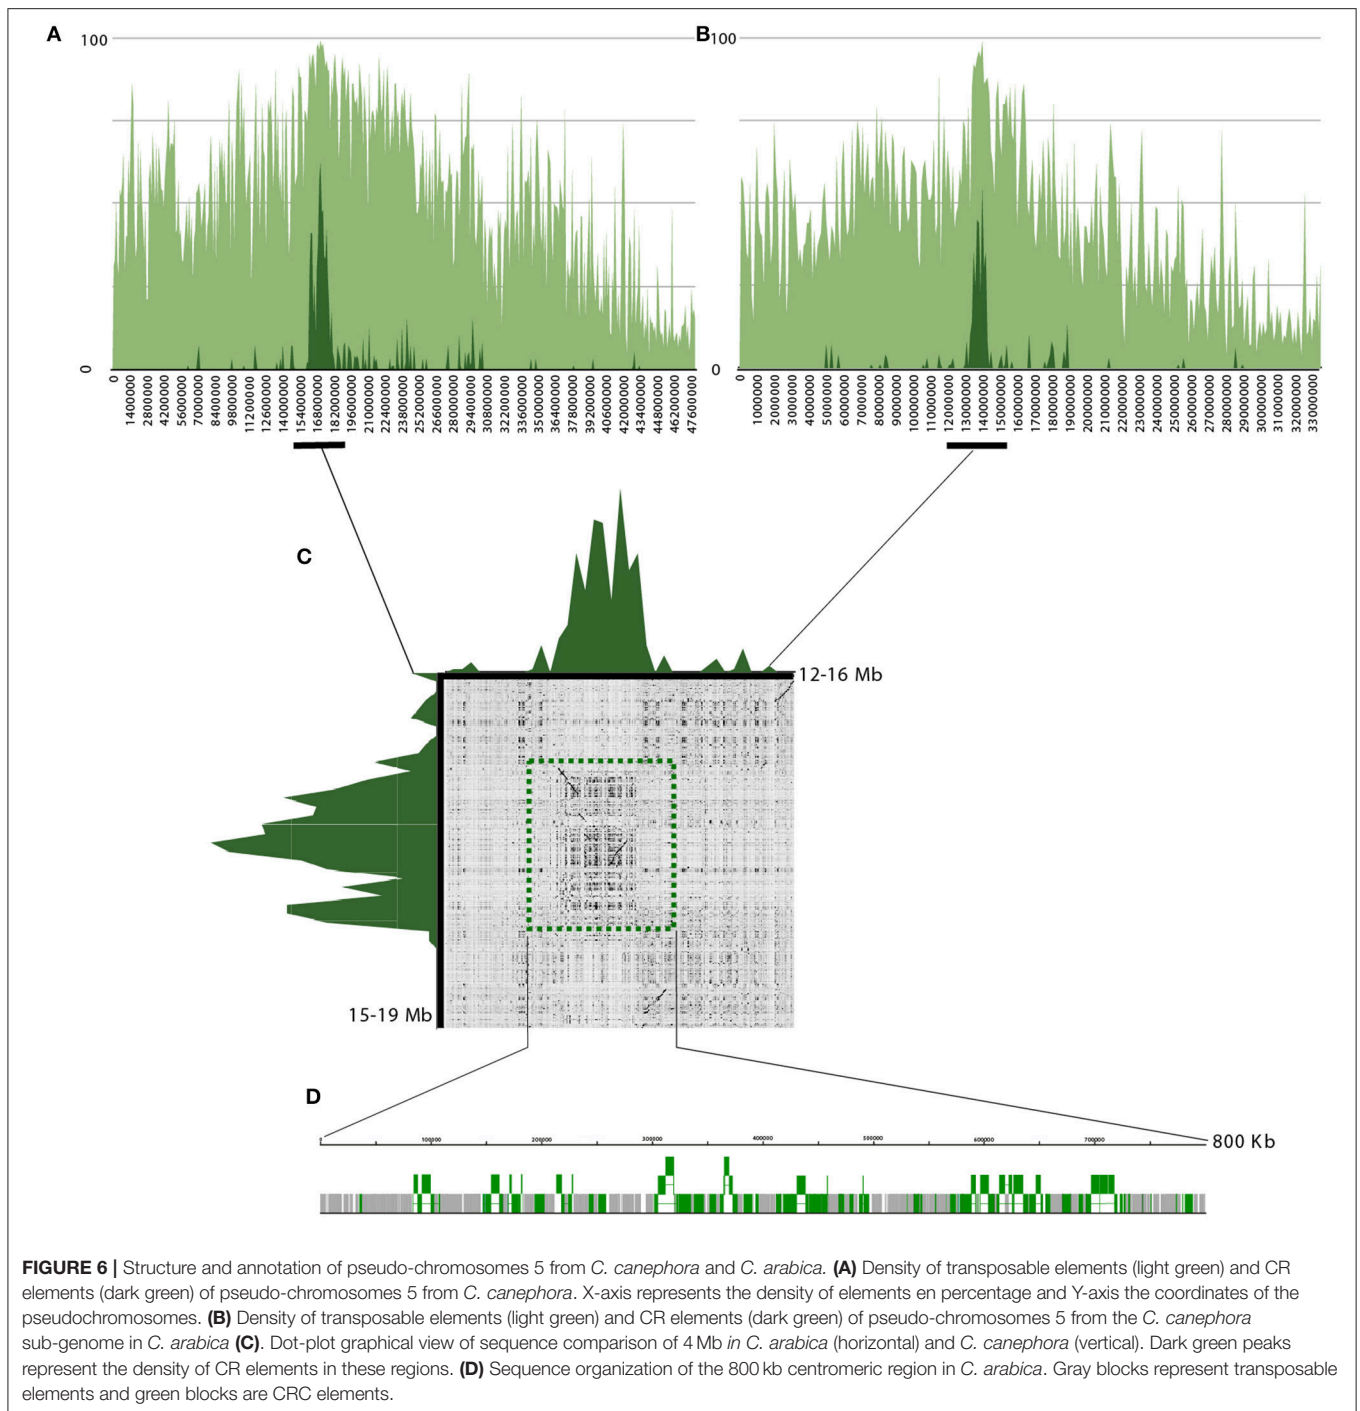 A
100
0
0 1400000 2800000 4200000 5600000 7000000 8400000 9800000 11200000 12600000 14000000 15400000 16800000 18200000 19600000 21000000 22400000 23800000 25200000 26600000 28000000 29400000 30800000 32200000 33600000 35000000 36400000 37800000 39200000 40600000 42000000 43400000 44800000 46200000 47600000
B
100
0
0 1000000 2000000 3000000 4000000 5000000 6000000 7000000 8000000 9000000 10000000 11000000 12000000 13000000 14000000 15000000 16000000 17000000 18000000 19000000 20000000 21000000 22000000 23000000 24000000 25000000 26000000 27000000 28000000 29000000 30000000 31000000 32000000 33000000
C
12-16 Mb
15-19 Mb
D
0 100000 200000 300000 400000 500000 600000 700000
800 Kb
FIGURE 6 | Structure and annotation of pseudo-chromosomes 5 from C. canephora and C. arabica. (A) Density of transposable elements (light green) and CR
elements (dark green) of pseudo-chromosomes 5 from C. canephora. X-axis represents the density of elements en percentage and Y-axis the coordinates of the
pseudochromosomes. (B) Density of transposable elements (light green) and CR elements (dark green) of pseudo-chromosomes 5 from the C. canephora
sub-genome in C. arabica (C). Dot-plot graphical view of sequence comparison of 4 Mb in C. arabica (horizontal) and C. canephora (vertical). Dark green peaks
represent the density of CR elements in these regions. (D) Sequence organization of the 800 kb centromeric region in C. arabica. Gray blocks represent transposable
elements and green blocks are CRC elements.